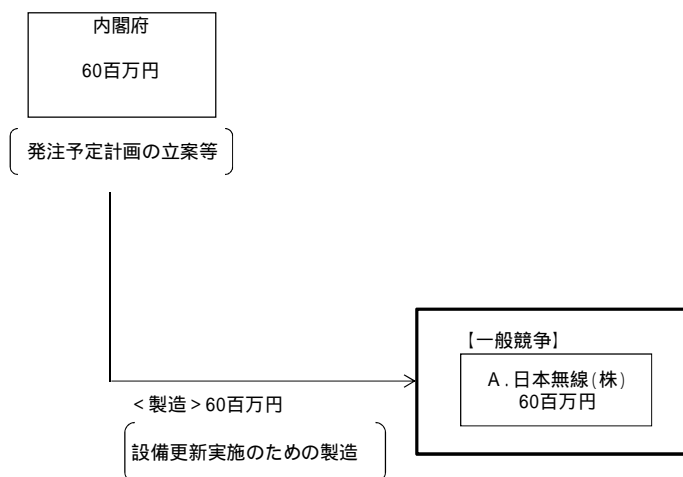 内閣府
60百万円
発注予定計画の立案等
【一般競争】
A.日本無線(株)
60百万円
<製造>60百万円
設備更新実施のための製造